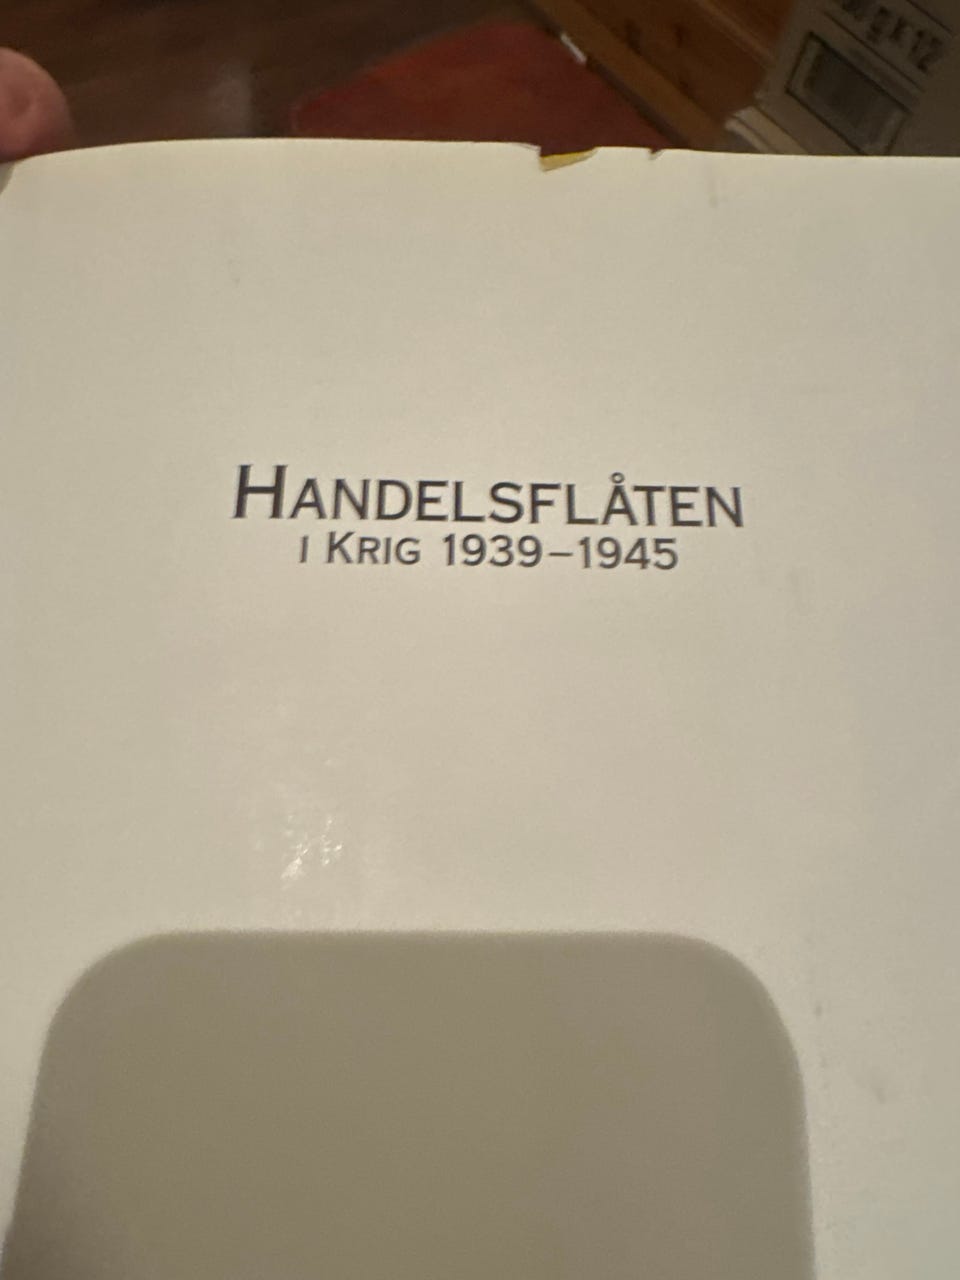 HANDELSFLÅTEN
I KRIG 1939–1945